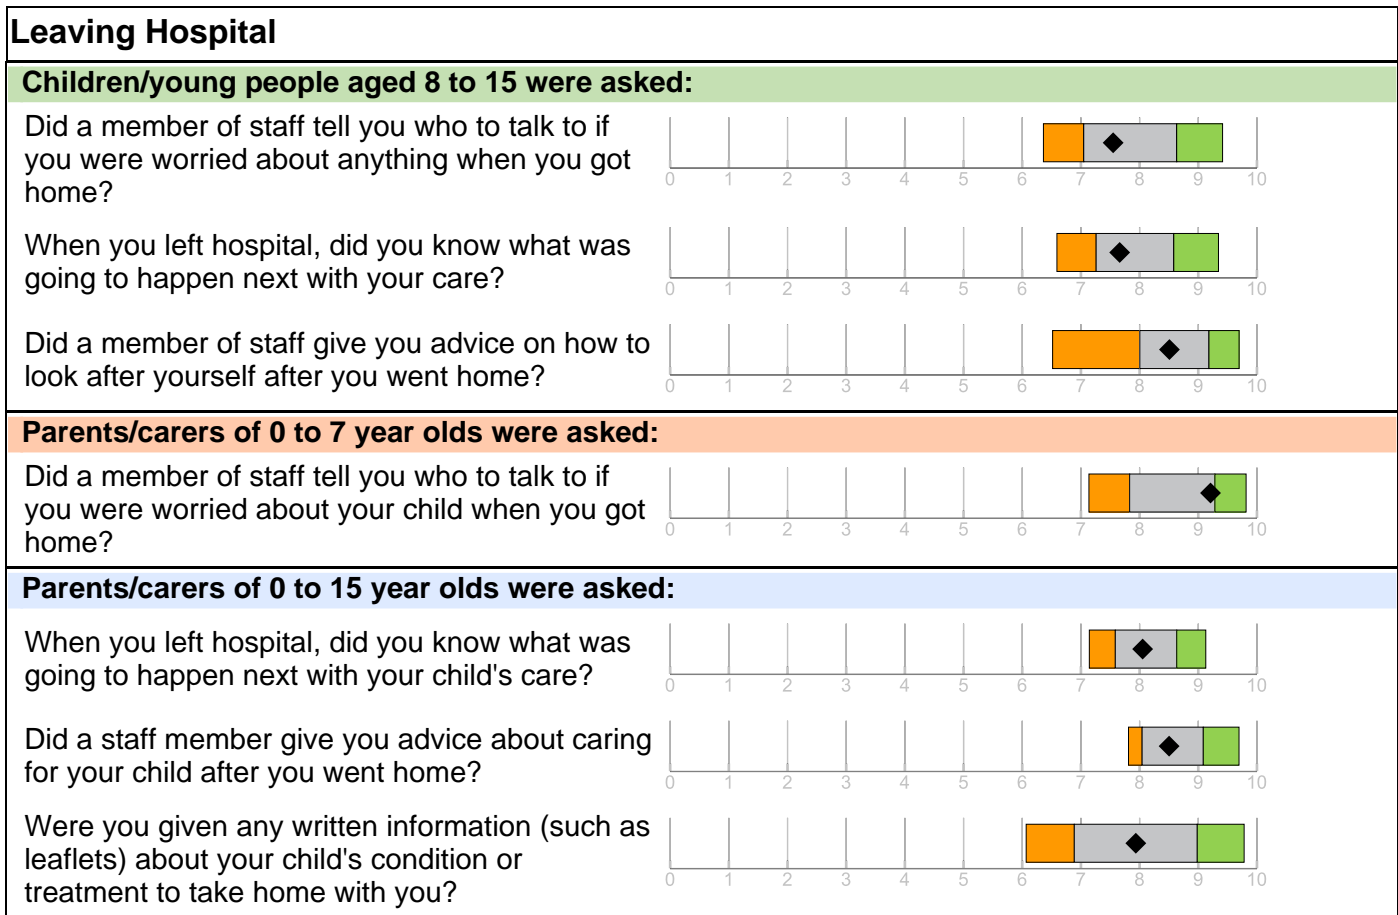 Leaving Hospital
Children/young people aged 8 to 15 were asked:
Did a member of staff tell you who to talk to if
you were worried about anything when you got
home?
0 1 2 3 4 5 6 7 8 9 10
When you left hospital, did you know what was
going to happen next with your care?
0 1 2 3 4 5 6 7 8 9 10
Did a member of staff give you advice on how to
look after yourself after you went home?
0 1 2 3 4 5 6 7 8 9 10
Parents/carers of 0 to 7 year olds were asked:
Did a member of staff tell you who to talk to if
you were worried about your child when you got
home?
0 1 2 3 4 5 6 7 8 9 10
Parents/carers of 0 to 15 year olds were asked:
When you left hospital, did you know what was
going to happen next with your child's care?
0 1 2 3 4 5 6 7 8 9 10
Did a staff member give you advice about caring
for your child after you went home?
0 1 2 3 4 5 6 7 8 9 10
Were you given any written information (such as
leaflets) about your child's condition or
treatment to take home with you?
0 1 2 3 4 5 6 7 8 9 10